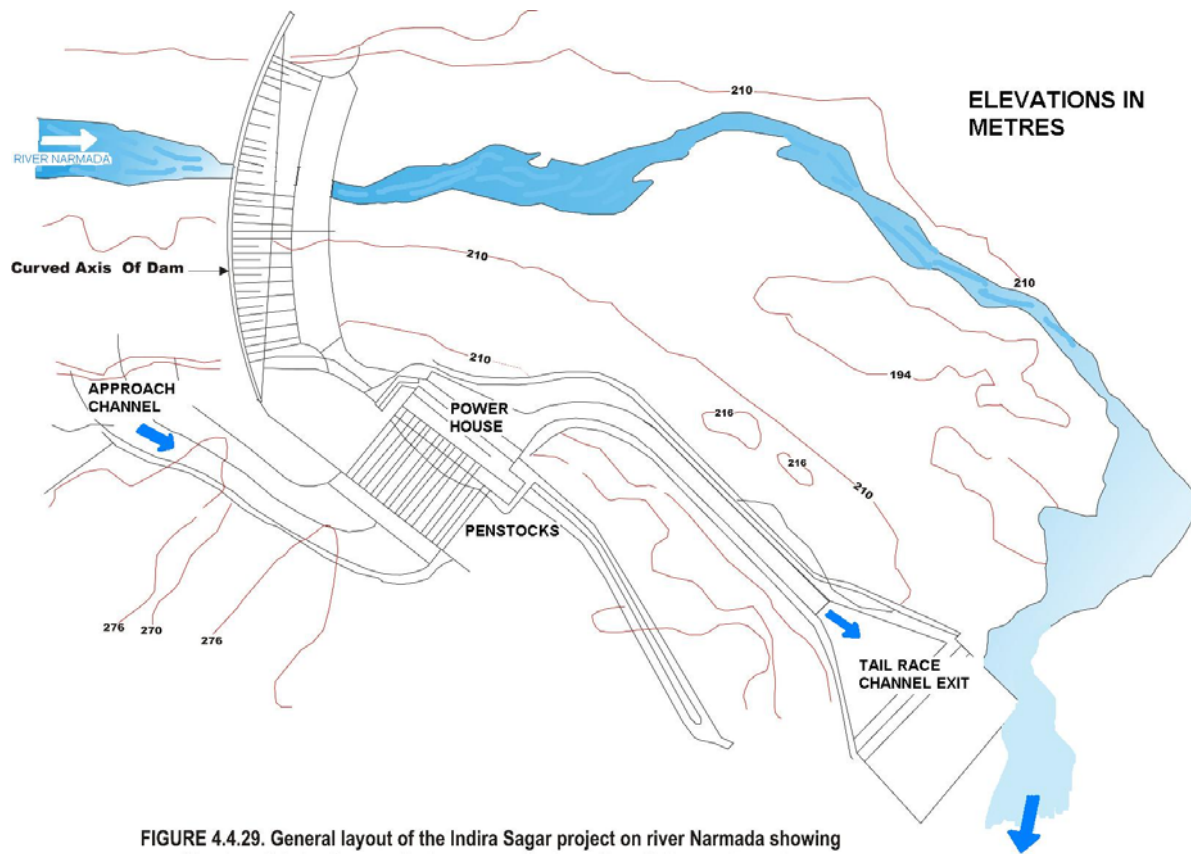 210
ELEVATIONS IN
METRES
RIVER NARMADA
210
Curved Axis Of Dam
210
210
194
APPROACH
CHANNEL
POWER
HOUSE
216
216
210
PENSTOCKS
276
270
276
TAIL RACE
CHANNEL EXIT
FIGURE 4.4.29. General layout of the Indira Sagar project on river Narmada showing